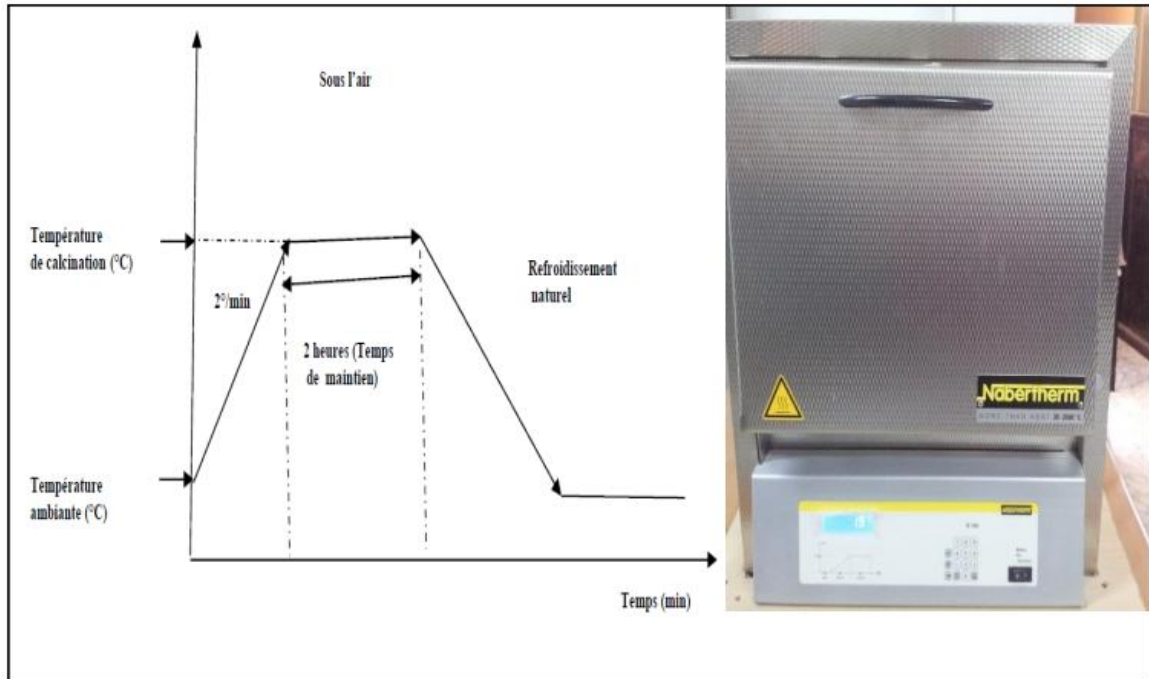 Sous l'air
Température
de calcination (°C)
2°/min
2 heures (Temps
de maintien)
Refroidissement
naturel
Température
ambiante (°C)
Temps (min)
Nabertherm
MORE THAN HEAT 30-3000 °C